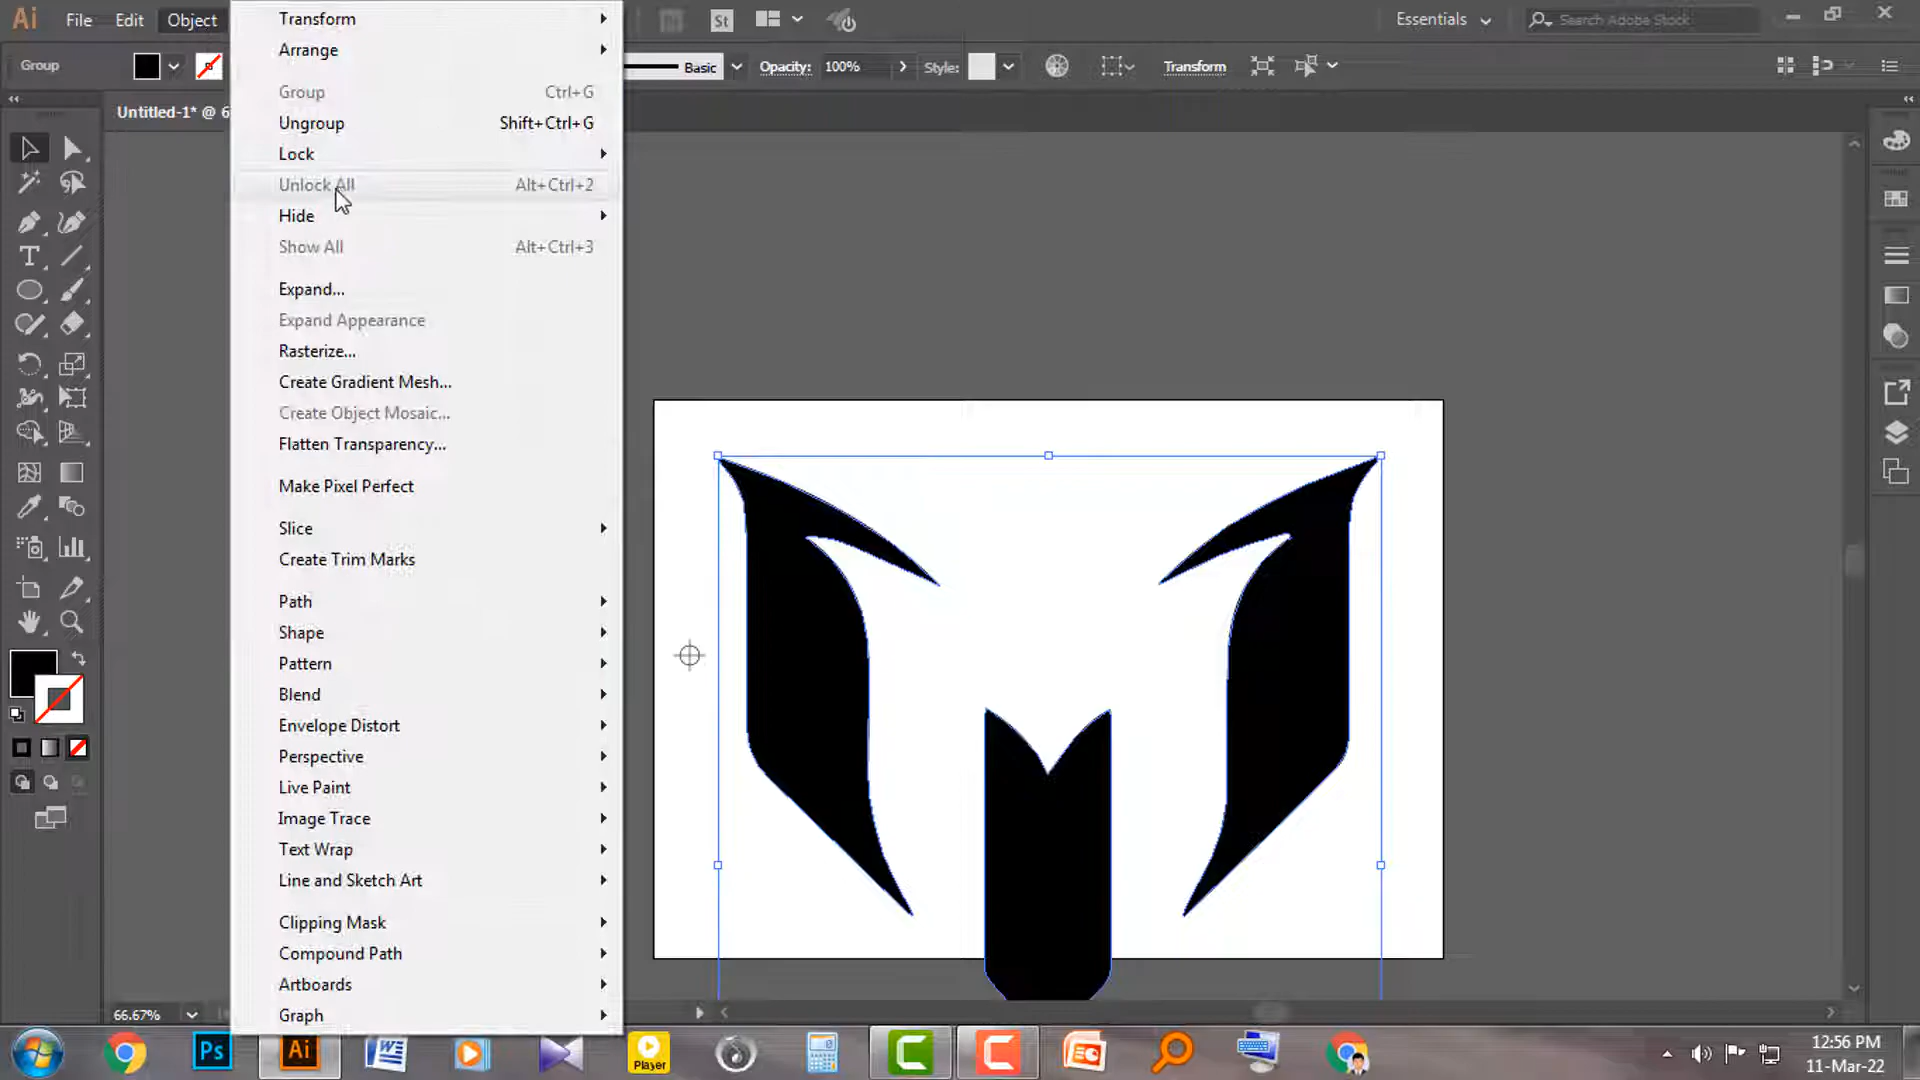 Ai File Edit Object St Essentials Search Adobe Stock
Group Basic Opacity: 100% Style: Transform
Untitled-1* @ 6
Transform
Arrange
Group Ctrl+G
Ungroup Shift+Ctrl+G
Lock
Unlock All Alt+Ctrl+2
Hide
Show All Alt+Ctrl+3
Expand...
Expand Appearance
Rasterize...
Create Gradient Mesh...
Create Object Mosaic...
Flatten Transparency...
Make Pixel Perfect
Slice
Create Trim Marks
Path
Shape
Pattern
Blend
Envelope Distort
Perspective
Live Paint
Image Trace
Text Wrap
Line and Sketch Art
Clipping Mask
Compound Path
Artboards
Graph
66.67%
Ps Ai Player
12:56 PM
11-Mar-22